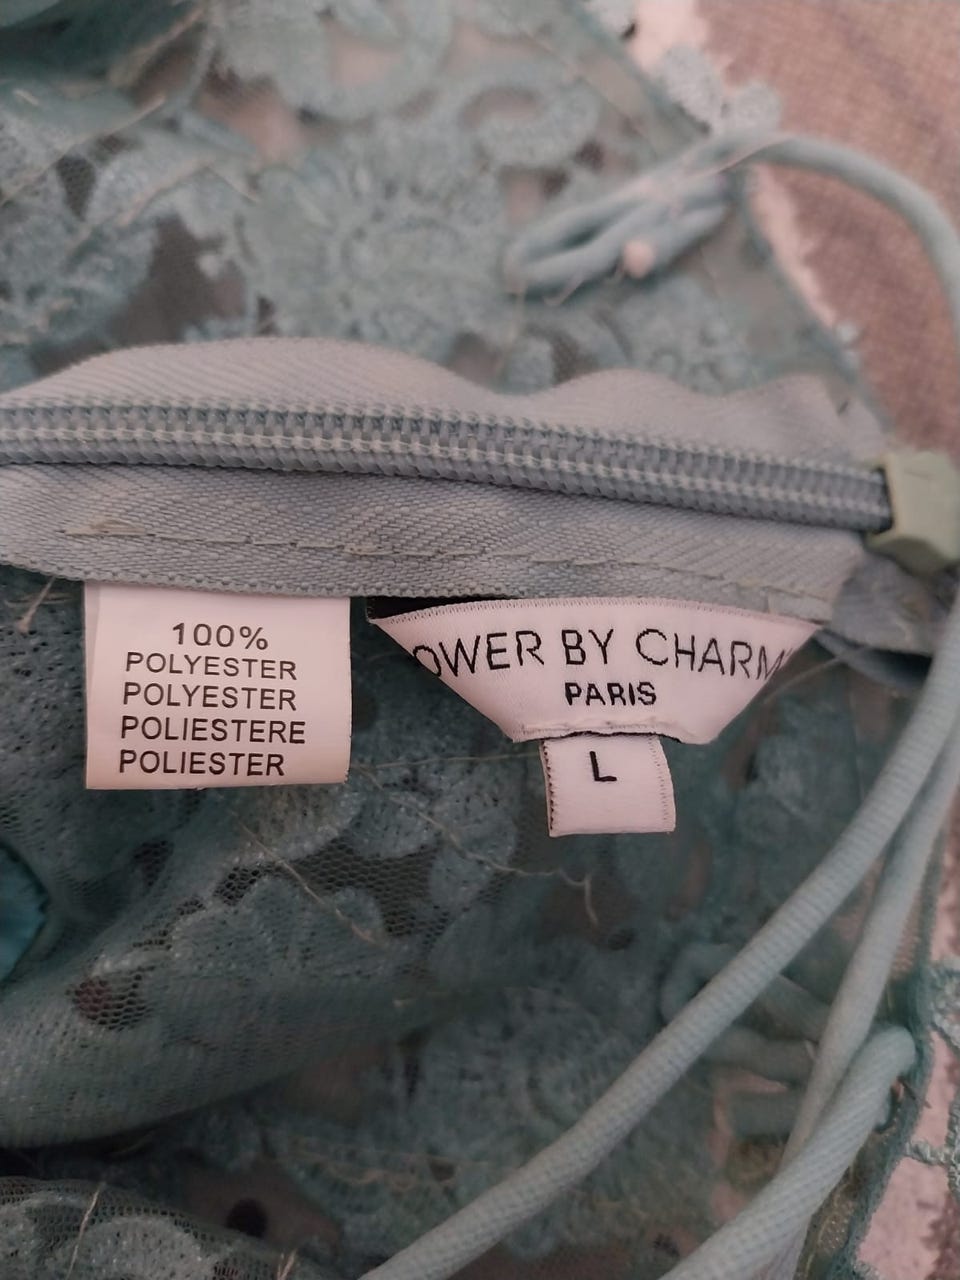 100%
POLYESTER
POLYESTER
POLIESTERE
POLIESTER
OWER BY CHARM'
PARIS
L